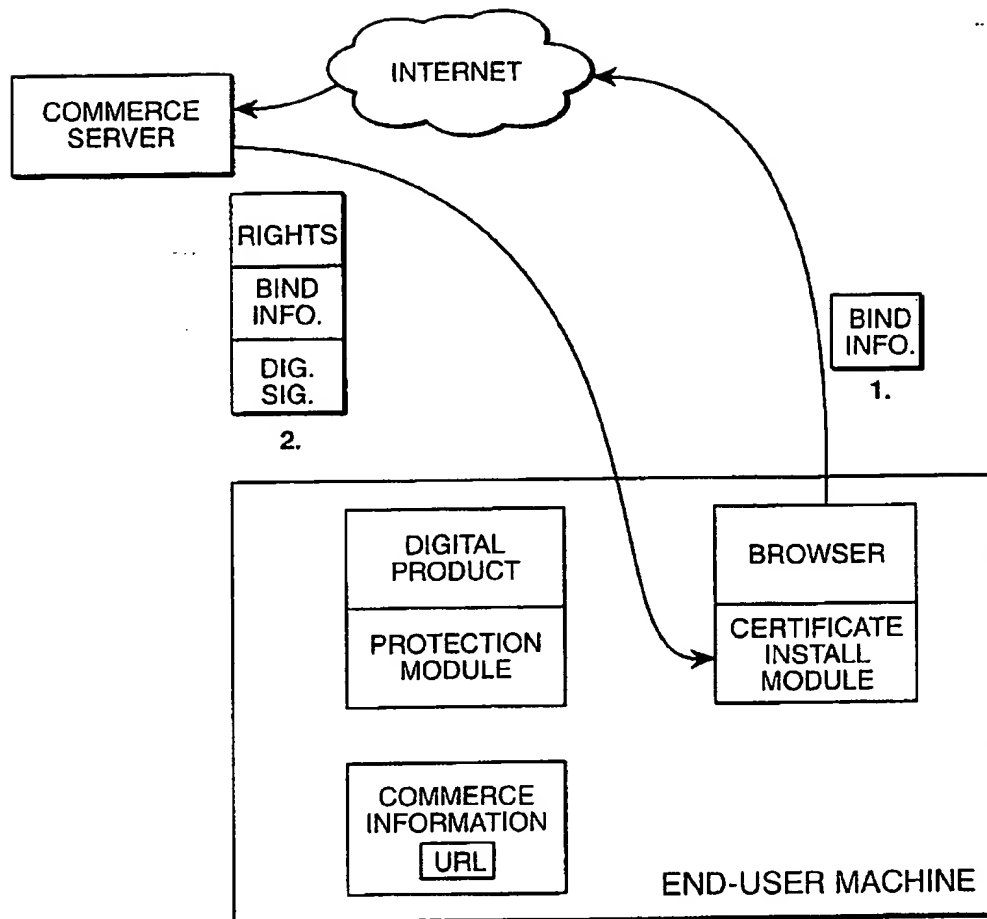 INTERNET
COMMERCE
SERVER
RIGHTS
BIND
INFO.
DIG.
SIG.
2.
BIND
INFO.
1.
DIGITAL
PRODUCT
PROTECTION
MODULE
BROWSER
CERTIFICATE
INSTALL
MODULE
COMMERCE
INFORMATION
URL
END-USER MACHINE